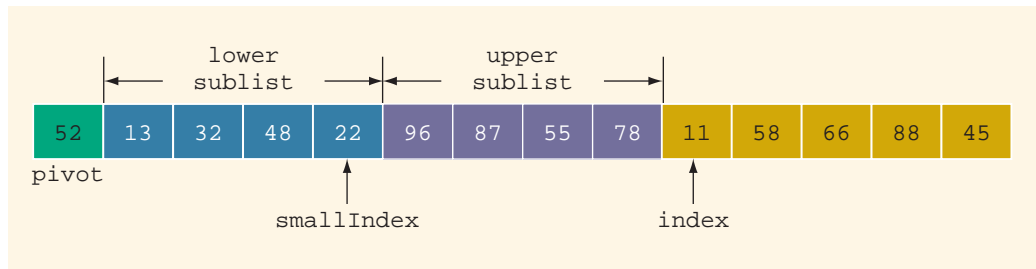 lower sublist
upper sublist
52 13 32 48 22 96 87 55 78 11 58 66 88 45
pivot
smallIndex index